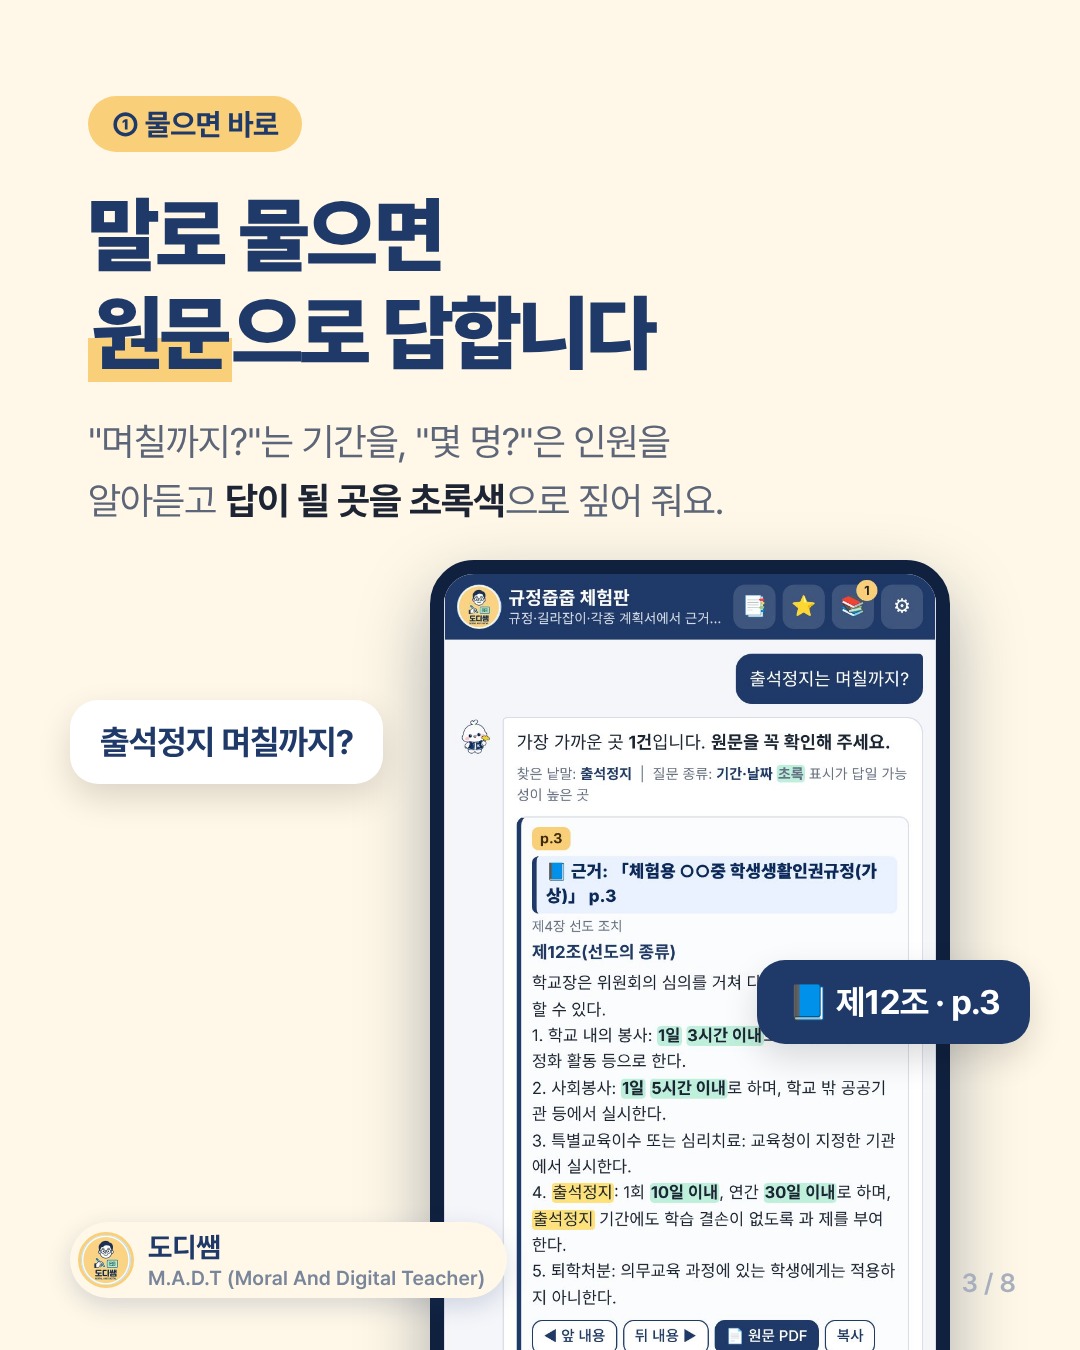 ① 물으면 바로
말로 물으면
원문으로 답합니다
"며칠까지?"는 기간을, "몇 명?"은 인원을
알아듣고 답이 될 곳을 초록색으로 짚어 줘요.
규정줍줍 체험판
규정·길라잡이·각종 계획서에서 근거...
1
출석정지는 며칠까지?
출석정지 며칠까지?
가장 가까운 곳 1건입니다. 원문을 꼭 확인해 주세요.
찾은 낱말: 출석정지 | 질문 종류: 기간·날짜 초록 표시가 답일 가능
성이 높은 곳
p.3
📘 근거: 「체험용 ○○중 학생생활인권규정(가
상)」 p.3
제4장 선도 조치
제12조(선도의 종류)
학교장은 위원회의 심의를 거쳐
할 수 있다.
📘 제12조 · p.3
1. 학교 내의 봉사: 1일 3시간 이내
정화 활동 등으로 한다.
2. 사회봉사: 1일 5시간 이내로 하며, 학교 밖 공공기
관 등에서 실시한다.
3. 특별교육이수 또는 심리치료: 교육청이 지정한 기관
에서 실시한다.
4. 출석정지: 1회 10일 이내, 연간 30일 이내로 하며,
출석정지 기간에도 학습 결손이 없도록 과 제를 부여
한다.
5. 퇴학처분: 의무교육 과정에 있는 학생에게는 적용하
지 아니한다.
◀ 앞 내용 뒤 내용 ▶ 📄 원문 PDF 복사
도디쌤
도디쌤
M.A.D.T (Moral And Digital Teacher)
3 / 8